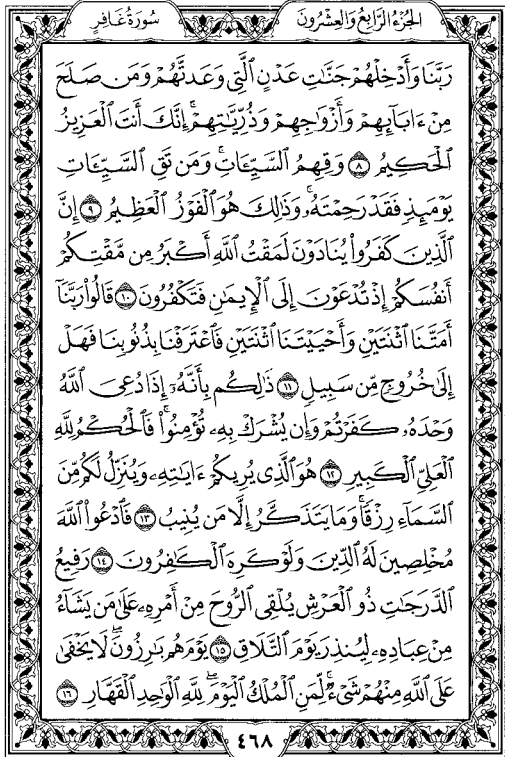 الجزء الرابع والعشرون سورة غافر
رَبَّنَا وَأَدْخِلْهُمْ جَنَّاتِ عَدْنٍ الَّتِي وَعَدتَّهُمْ وَمَن صَلَحَ
مِنْ ءَابَآئِهِمْ وَأَزْوَٰجِهِمْ وَذُرِّيَّـٰتِهِمْ ۚ إِنَّكَ أَنتَ ٱلْعَزِيزُ
ٱلْحَكِيمُ ٨ وَقِهِمُ ٱلسَّيِّـَٔاتِ ۚ وَمَن تَقِ ٱلسَّيِّـَٔاتِ
يَوْمَئِذٍ فَقَدْ رَحِمْتَهُۥ ۚ وَذَٰلِكَ هُوَ ٱلْفَوْزُ ٱلْعَظِيمُ ٩ إِنَّ
ٱلَّذِينَ كَفَرُوا۟ يُنَادَوْنَ لَمَقْتُ ٱللَّهِ أَكْبَرُ مِن مَّقْتِكُمْ
أَنفُسَكُمْ إِذْ تُدْعَوْنَ إِلَى ٱلْإِيمَـٰنِ فَتَكْفُرُونَ ١٠ قَالُوا۟ رَبَّنَآ
أَمَتَّنَا ٱثْنَتَيْنِ وَأَحْيَيْتَنَا ٱثْنَتَيْنِ فَٱعْتَرَفْنَا بِذُنُوبِنَا فَهَلْ
إِلَىٰ خُرُوجٍ مِّن سَبِيلٍ ١١ ذَٰلِكُم بِأَنَّهُۥٓ إِذَا دُعِىَ ٱللَّهُ
وَحْدَهُۥ كَفَرْتُمْ ۖ وَإِن يُشْرَكْ بِهِۦ تُؤْمِنُوا۟ ۚ فَٱلْحُكْمُ لِلَّهِ
ٱلْعَلِىِّ ٱلْكَبِيرِ ١٢ هُوَ ٱلَّذِى يُرِيكُمْ ءَايَـٰتِهِۦ وَيُنَزِّلُ لَكُم مِّنَ
ٱلسَّمَآءِ رِزْقًا ۚ وَمَا يَتَذَكَّرُ إِلَّا مَن يُنِيبُ ١٣ فَٱدْعُوا۟ ٱللَّهَ
مُخْلِصِينَ لَهُ ٱلدِّينَ وَلَوْ كَرِهَ ٱلْكَـٰفِرُونَ ١٤ رَفِيعُ
ٱلدَّرَجَـٰتِ ذُو ٱلْعَرْشِ يُلْقِى ٱلرُّوحَ مِنْ أَمْرِهِۦ عَلَىٰ مَن يَشَآءُ
مِنْ عِبَادِهِۦ لِيُنذِرَ يَوْمَ ٱلتَّلَاقِ ١٥ يَوْمَ هُم بَـٰرِزُونَ ۖ لَا يَخْفَىٰ
عَلَى ٱللَّهِ مِنْهُمْ شَىْءٌ ۚ لِّمَنِ ٱلْمُلْكُ ٱلْيَوْمَ ۖ لِلَّهِ ٱلْوَٰحِدِ ٱلْقَهَّارِ ١٦
٤٦٨